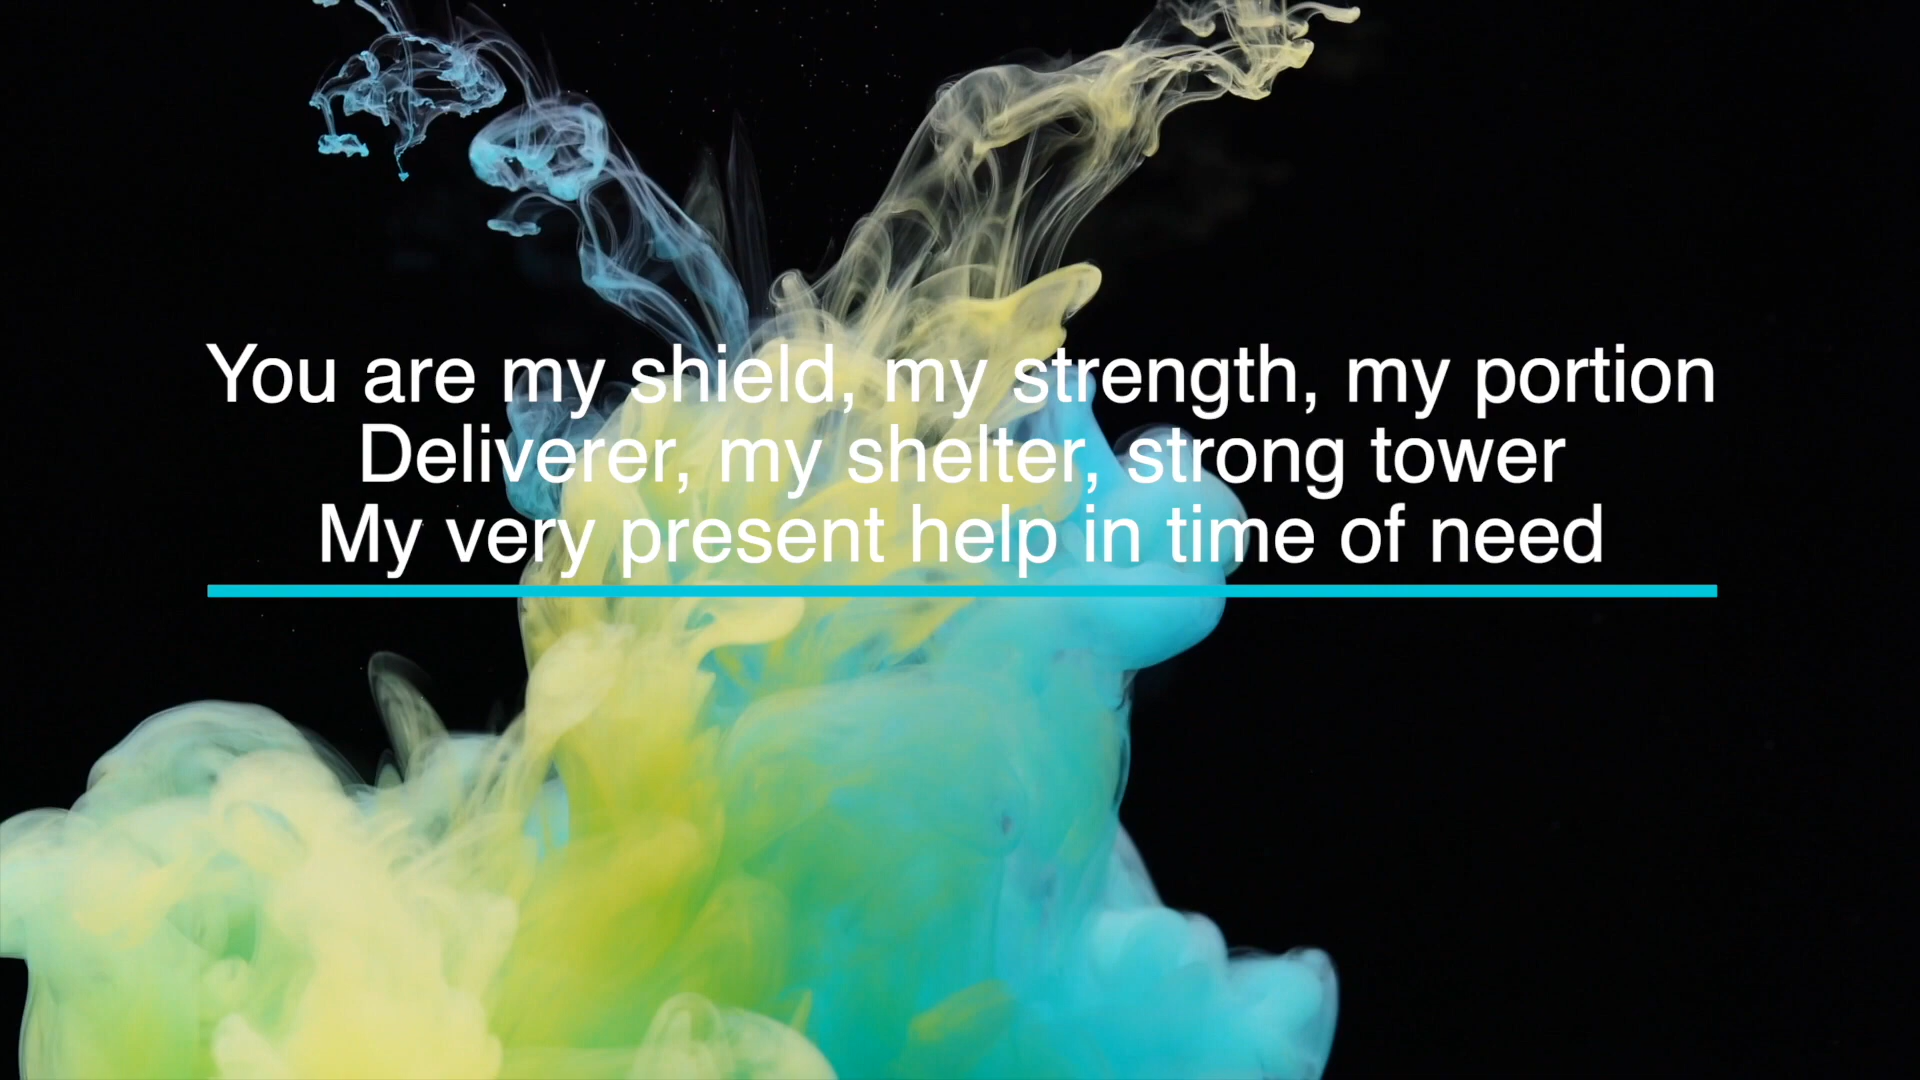 You are my shield, my strength, my portion
Deliverer, my shelter, strong tower
My very present help in time of need